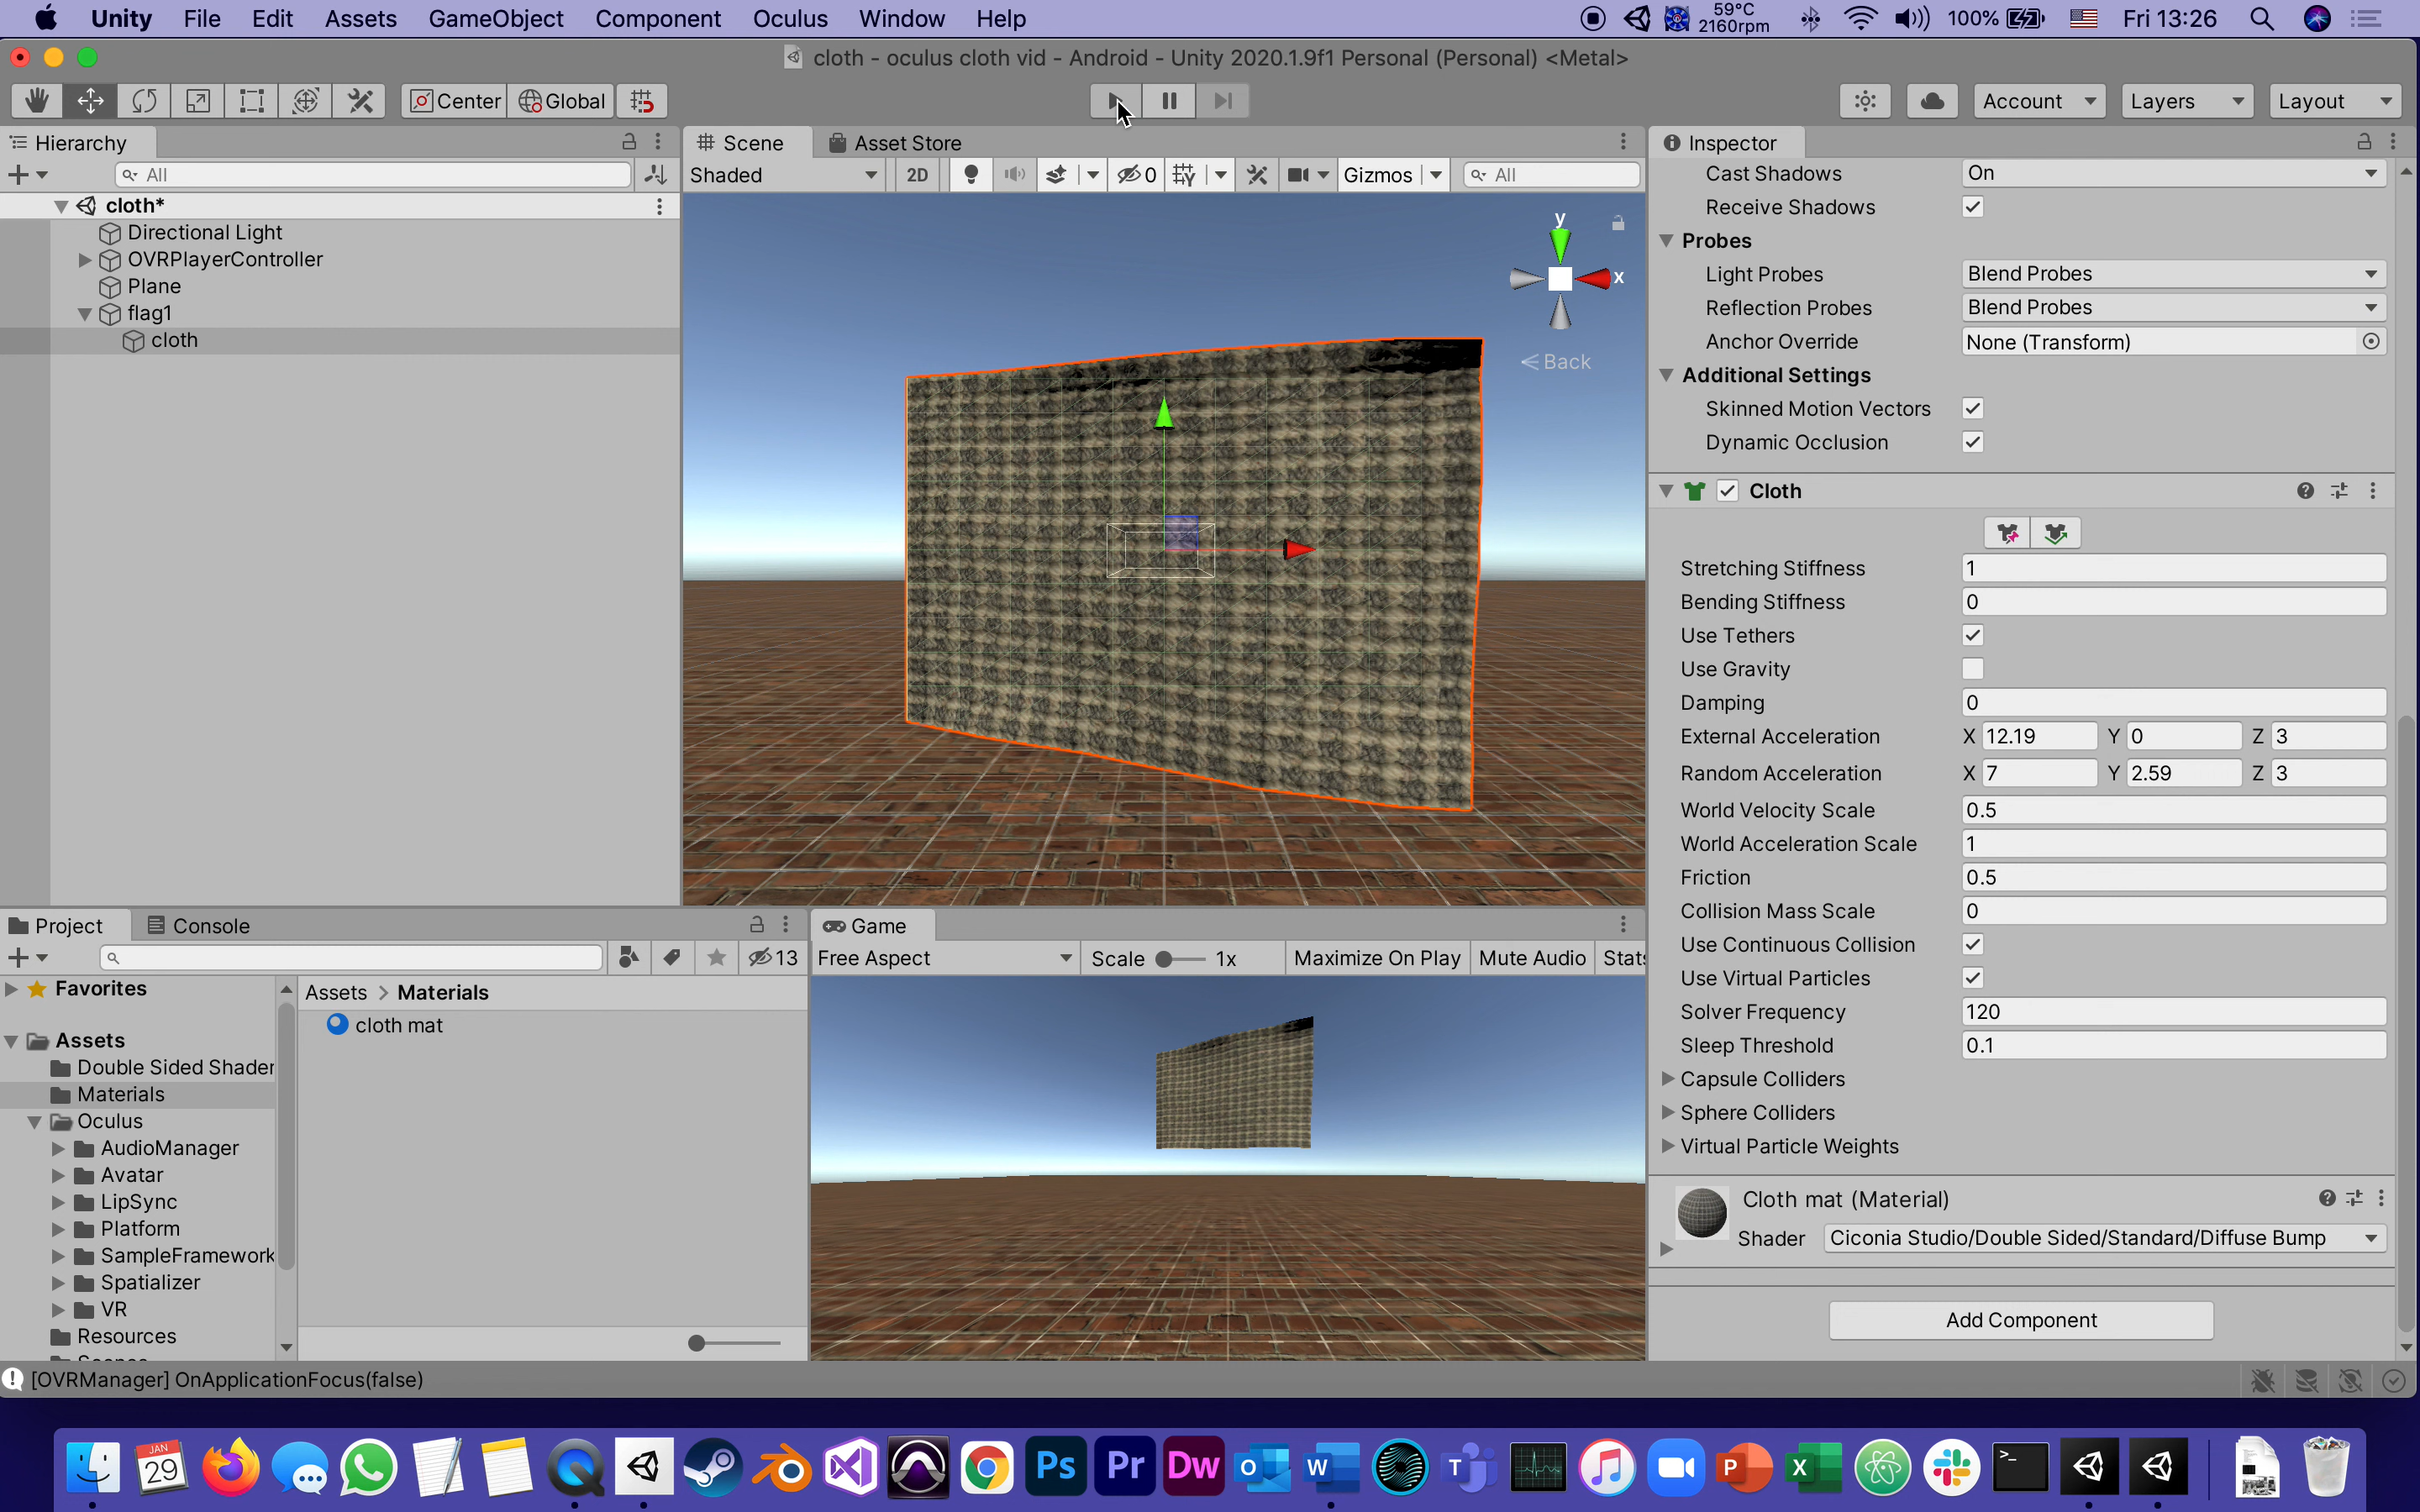 Unity File Edit Assets GameObject Component Oculus Window Help 59°C 2160rpm 100% Fri 13:26
cloth - oculus cloth vid - Android - Unity 2020.1.9f1 Personal (Personal) <Metal>
Center Global Account Layers Layout
Hierarchy
All
cloth*
Directional Light
OVRPlayerController
Plane
flag1
cloth
Scene Asset Store
Shaded 2D 0 Gizmos All
y
x
Back
Inspector
Cast Shadows On
Receive Shadows
Probes
Light Probes Blend Probes
Reflection Probes Blend Probes
Anchor Override None (Transform)
Additional Settings
Skinned Motion Vectors
Dynamic Occlusion
Cloth
Stretching Stiffness 1
Bending Stiffness 0
Use Tethers
Use Gravity
Damping 0
External Acceleration X 12.19 Y 0 Z 3
Random Acceleration X 7 Y 2.59 Z 3
World Velocity Scale 0.5
World Acceleration Scale 1
Friction 0.5
Collision Mass Scale 0
Use Continuous Collision
Use Virtual Particles
Solver Frequency 120
Sleep Threshold 0.1
Capsule Colliders
Sphere Colliders
Virtual Particle Weights
Cloth mat (Material)
Shader Ciconia Studio/Double Sided/Standard/Diffuse Bump
Add Component
Project Console
13
Favorites
Assets
Double Sided Shader
Materials
Oculus
AudioManager
Avatar
LipSync
Platform
SampleFramework
Spatializer
VR
Resources
Assets > Materials
cloth mat
Game
Free Aspect Scale 1x Maximize On Play Mute Audio Stats
[OVRManager] OnApplicationFocus(false)
JAN
29
Ps Pr Dw O W T P X